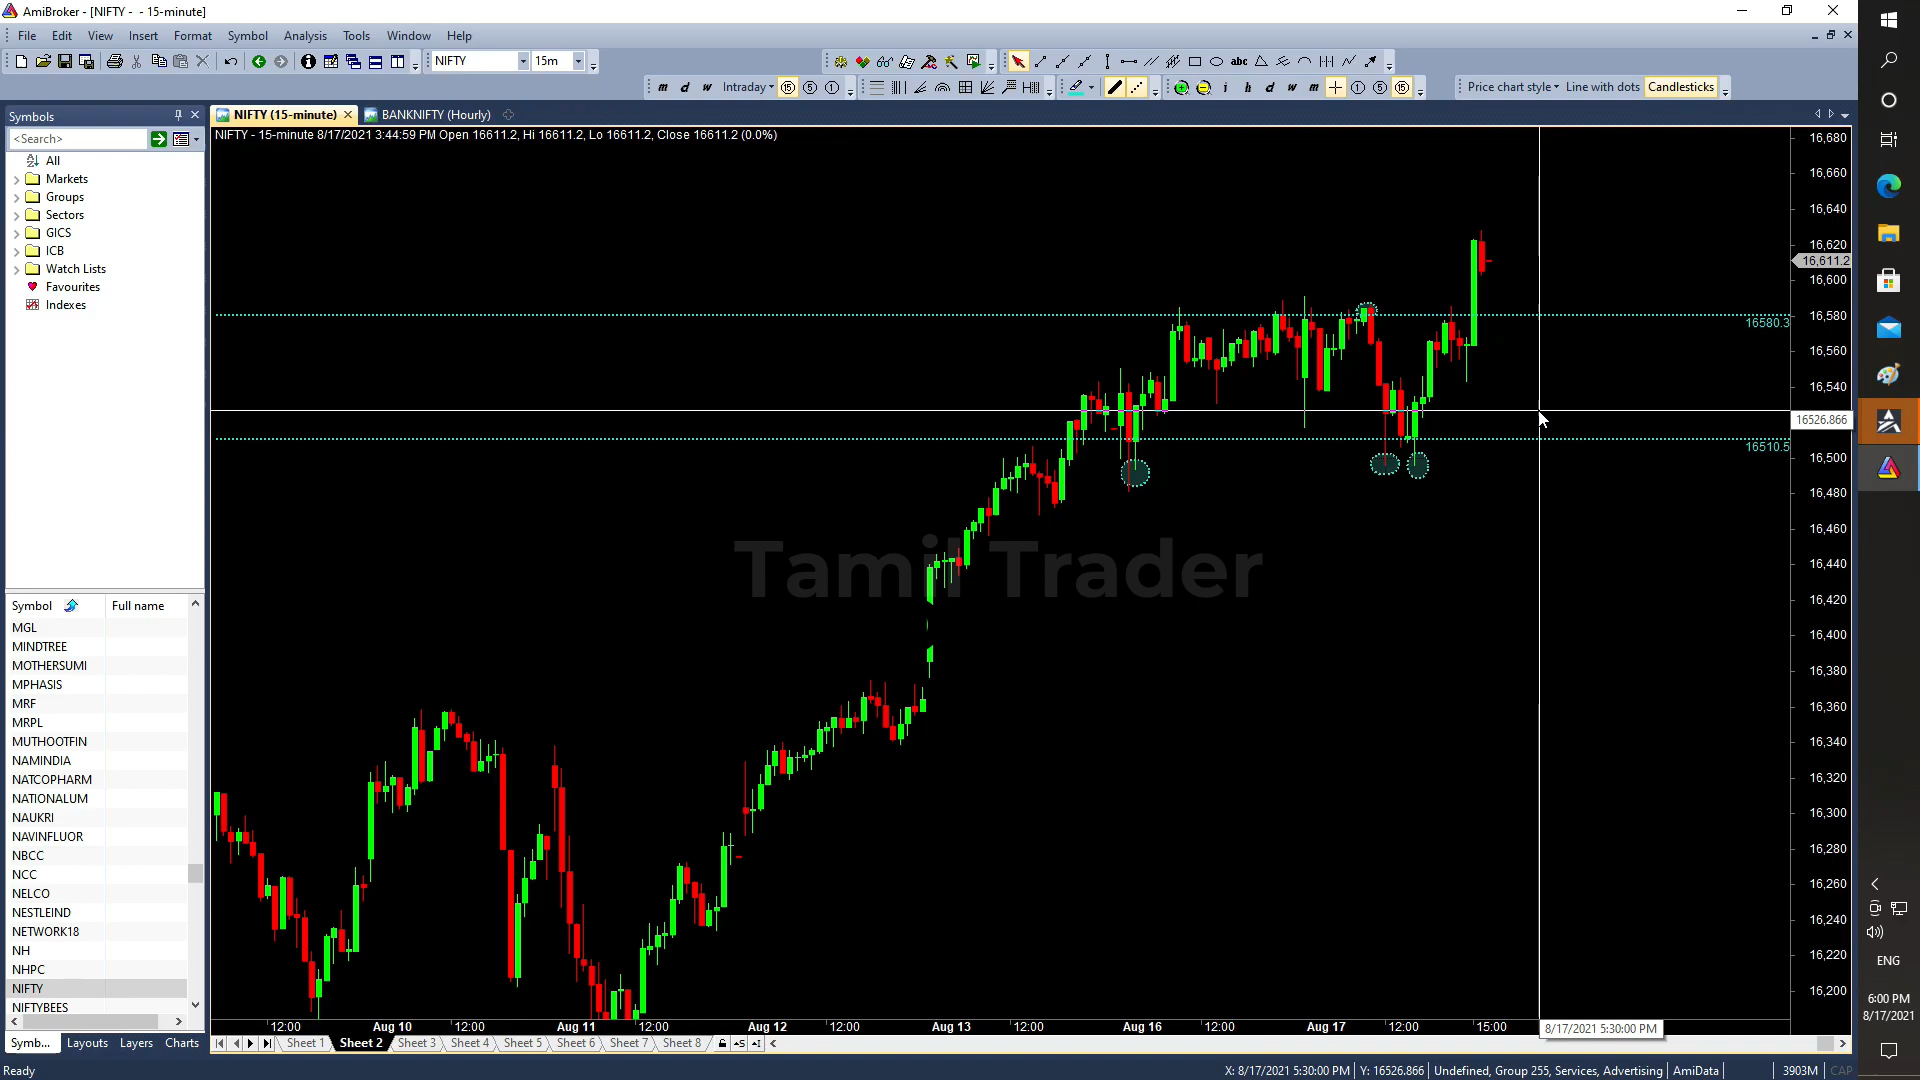 AmiBroker - [NIFTY - - 15-minute]
File Edit View Insert Format Symbol Analysis Tools Window Help
NIFTY 15m abc
m d w Intraday 15 5 1 i h d w m 1 5 15 Price chart style Line with dots Candlesticks
Symbols
NIFTY (15-minute) BANKNIFTY (Hourly)
<Search>
NIFTY - 15-minute 8/17/2021 3:44:59 PM Open 16611.2, Hi 16611.2, Lo 16611.2, Close 16611.2 (0.0%)
All
Markets
Groups
Sectors
GICS
ICB
Watch Lists
Favourites
Indexes
Symbol Full name
MGL
MINDTREE
MOTHERSUMI
MPHASIS
MRF
MRPL
MUTHOOTFIN
NAMINDIA
NATCOPHARM
NATIONALUM
NAUKRI
NAVINFLUOR
NBCC
NCC
NELCO
NESTLEIND
NETWORK18
NH
NHPC
NIFTY
NIFTYBEES
Symb... Layouts Layers Charts
Tamil Trader
16,680
16,660
16,640
16,620
16,611.2
16,600
16,580
16580.3
16,560
16,540
16526.866
16510.5
16,500
16,480
16,460
16,440
16,420
16,400
16,380
16,360
16,340
16,320
16,300
16,280
16,260
16,240
16,220
16,200
12:00 Aug 10 12:00 Aug 11 12:00 Aug 12 12:00 Aug 13 12:00 Aug 16 12:00 Aug 17 12:00 15:00 8/17/2021 5:30:00 PM
Sheet 1 Sheet 2 Sheet 3 Sheet 4 Sheet 5 Sheet 6 Sheet 7 Sheet 8
Ready X: 8/17/2021 5:30:00 PM Y: 16526.866 Undefined, Group 255, Services, Advertising AmiData 3903M CAP
ENG
6:00 PM
8/17/2021